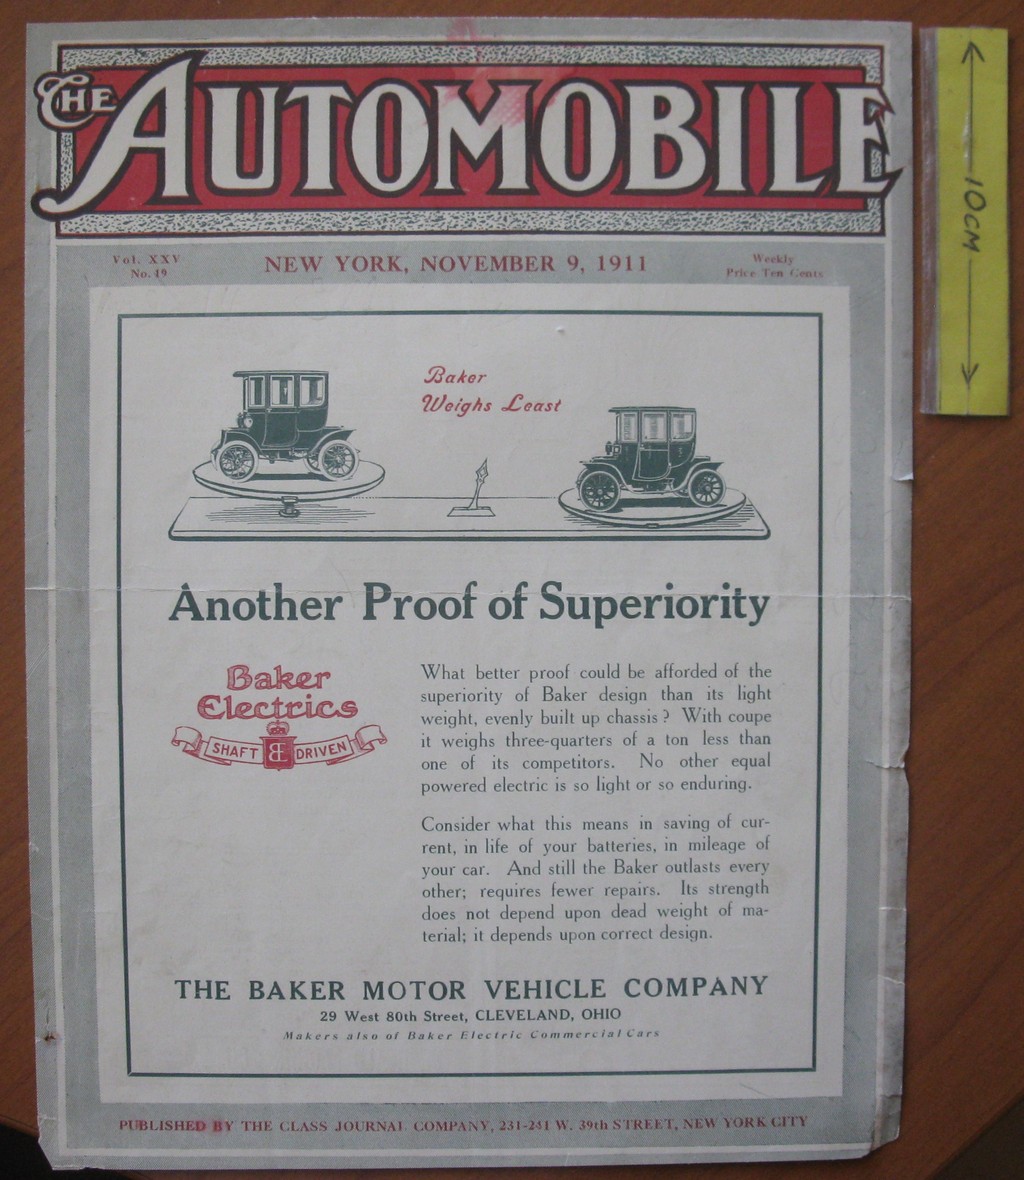 THE AUTOMOBILE
Vol. XXV
No. 19
NEW YORK, NOVEMBER 9, 1911
Weekly
Price Ten Cents
10CM
Baker
Weighs Least
Another Proof of Superiority
Baker
Electrics
SHAFT BE DRIVEN
What better proof could be afforded of the
superiority of Baker design than its light
weight, evenly built up chassis? With coupe
it weighs three-quarters of a ton less than
one of its competitors. No other equal
powered electric is so light or so enduring.
Consider what this means in saving of cur-
rent, in life of your batteries, in mileage of
your car. And still the Baker outlasts every
other; requires fewer repairs. Its strength
does not depend upon dead weight of ma-
terial; it depends upon correct design.
THE BAKER MOTOR VEHICLE COMPANY
29 West 80th Street, CLEVELAND, OHIO
Makers also of Baker Electric Commercial Cars
PUBLISHED BY THE CLASS JOURNAL COMPANY, 231-241 W. 39th STREET, NEW YORK CITY